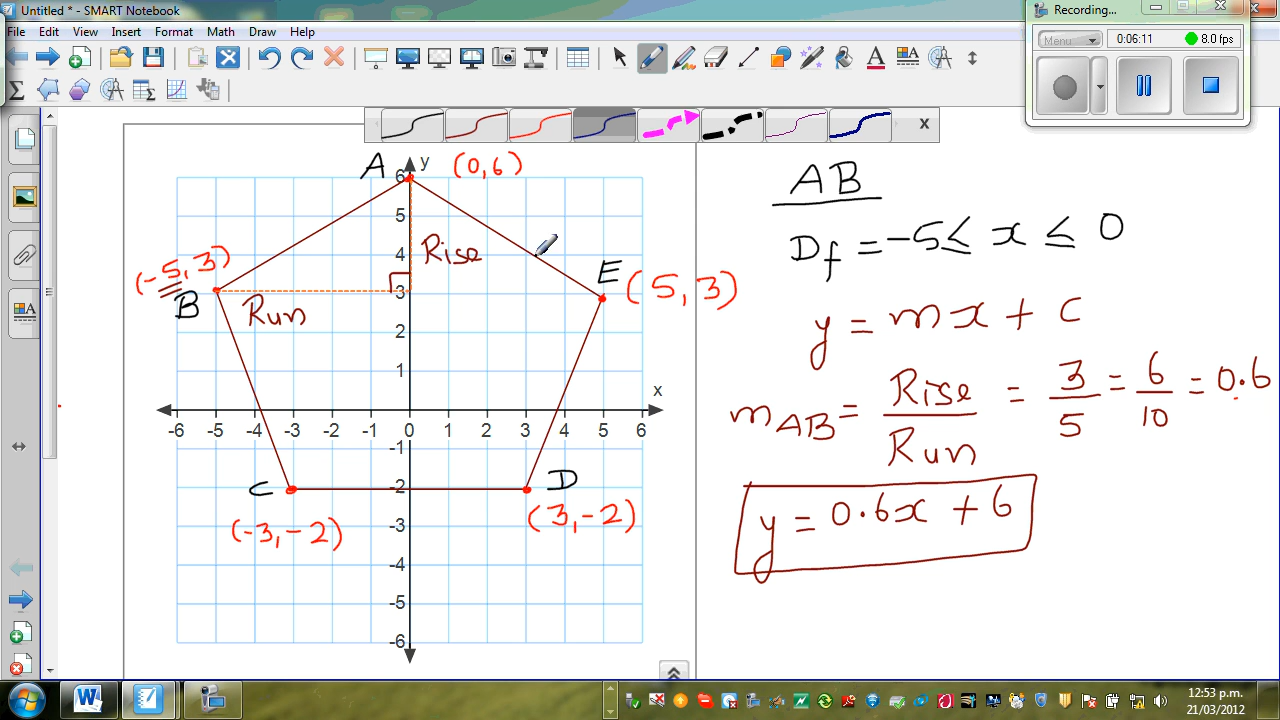 Untitled * - SMART Notebook
File Edit View Insert Format Math Draw Help
Recording...
Menu
0:06:11
8.0 fps
x
A
y
(0,6)
6
5
4
3
2
1
Rise
(-5,3)
B
Run
E
(5,3)
x
-6 -5 -4 -3 -2 -1 0 1 2 3 4 5 6
-1
-2
-3
-4
-5
-6
C
D
(-3,-2)
(3,-2)
AB
Df = -5 ≤ x ≤ 0
y = mx + c
mAB = Rise/Run = 3/5 = 6/10 = 0.6
y = 0.6x + 6
12:53 p.m.
21/03/2012